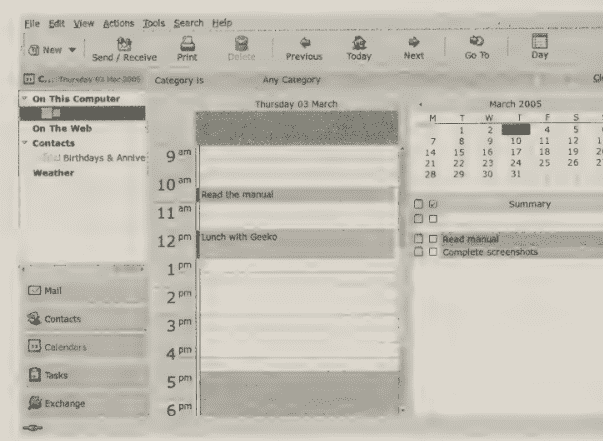 File Edit View Actions Tools Search Help
New Send / Receive Print Delete Previous Today Next Go To Day
C... Thursday 03 Mar 2005 Category is Any Category
On This Computer
On The Web
Contacts
Birthdays & Annive
Weather
Mail
Contacts
Calendars
Tasks
Exchange
Thursday 03 March
9 am
10 am
Read the manual
11 am
12 pm Lunch with Geeko
1 pm
2 pm
3 pm
4 pm
5 pm
6 pm
March 2005
M T W T F S
1 2 4 5
7 8 9 10 11 12
14 15 16 17 18 19 20
21 22 23 24 25 26
28 29 30 31
Summary
Read manual
Complete screenshots